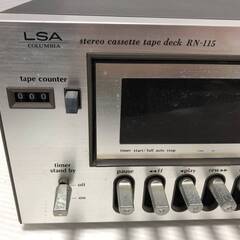 LSA
COLUMBIA
stereo cassette tape deck RN-115
tape counter
000
timer start/full auto stop
timer
stand by
off
on
pause
play
rew